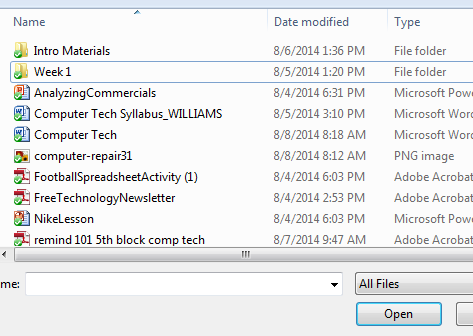 Name Date modified Type
Intro Materials 8/6/2014 1:36 PM File folder
Week 1 8/5/2014 1:20 PM File folder
AnalyzingCommercials 8/4/2014 6:31 PM Microsoft Pow
Computer Tech Syllabus_WILLIAMS 8/5/2014 3:10 PM Microsoft Wor
Computer Tech 8/8/2014 8:18 AM Microsoft Wor
computer-repair31 8/8/2014 8:12 AM PNG image
FootballSpreadsheetActivity (1) 8/4/2014 6:03 PM Adobe Acrobat
FreeTechnologyNewsletter 8/4/2014 2:53 PM Adobe Acrobat
NikeLesson 8/4/2014 6:03 PM Microsoft Pow
remind 101 5th block comp tech 8/7/2014 9:47 AM Adobe Acrobat
me: All Files
Open